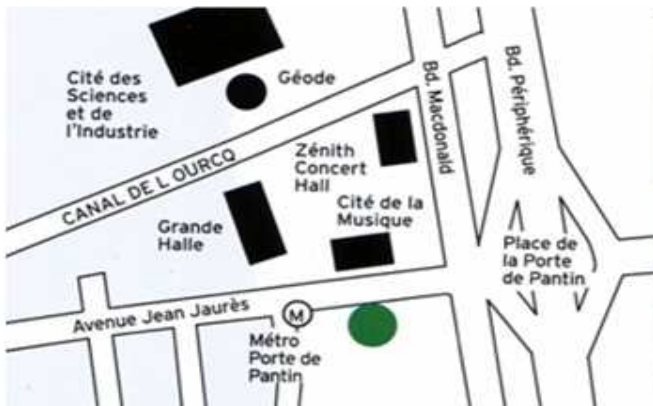 Cité des
Sciences
et de
l'Industrie
Géode
Bd. Macdonald
Bd. Périphérique
CANAL DE L OURCQ
Zénith
Concert
Hall
Cité de la
Musique
Grande
Halle
Place de
la Porte
de Pantin
Avenue Jean Jaurès
M
Métro
Porte de
Pantin